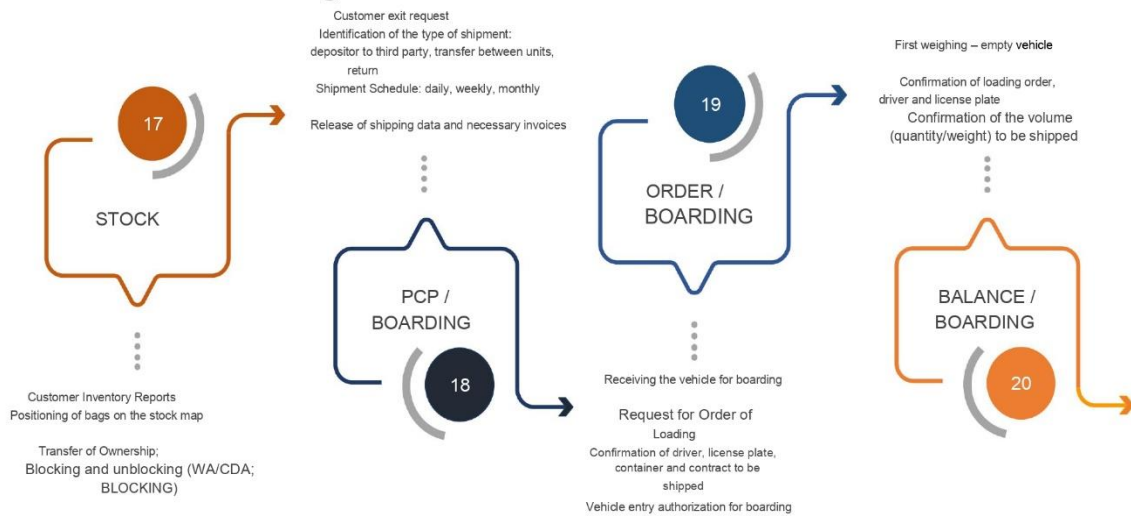 17
STOCK
Customer Inventory Reports
Positioning of bags on the stock map
Transfer of Ownership;
Blocking and unblocking (WA/CDA;
BLOCKING)
Customer exit request
Identification of the type of shipment:
depositor to third party, transfer between units,
return
Shipment Schedule: daily, weekly, monthly
Release of shipping data and necessary invoices
PCP /
BOARDING
18
19
ORDER /
BOARDING
Receiving the vehicle for boarding
Request for Order of
Loading
Confirmation of driver, license plate,
container and contract to be
shipped
Vehicle entry authorization for boarding
First weighing – empty vehicle
Confirmation of loading order,
driver and license plate
Confirmation of the volume
(quantity/weight) to be shipped
BALANCE /
BOARDING
20